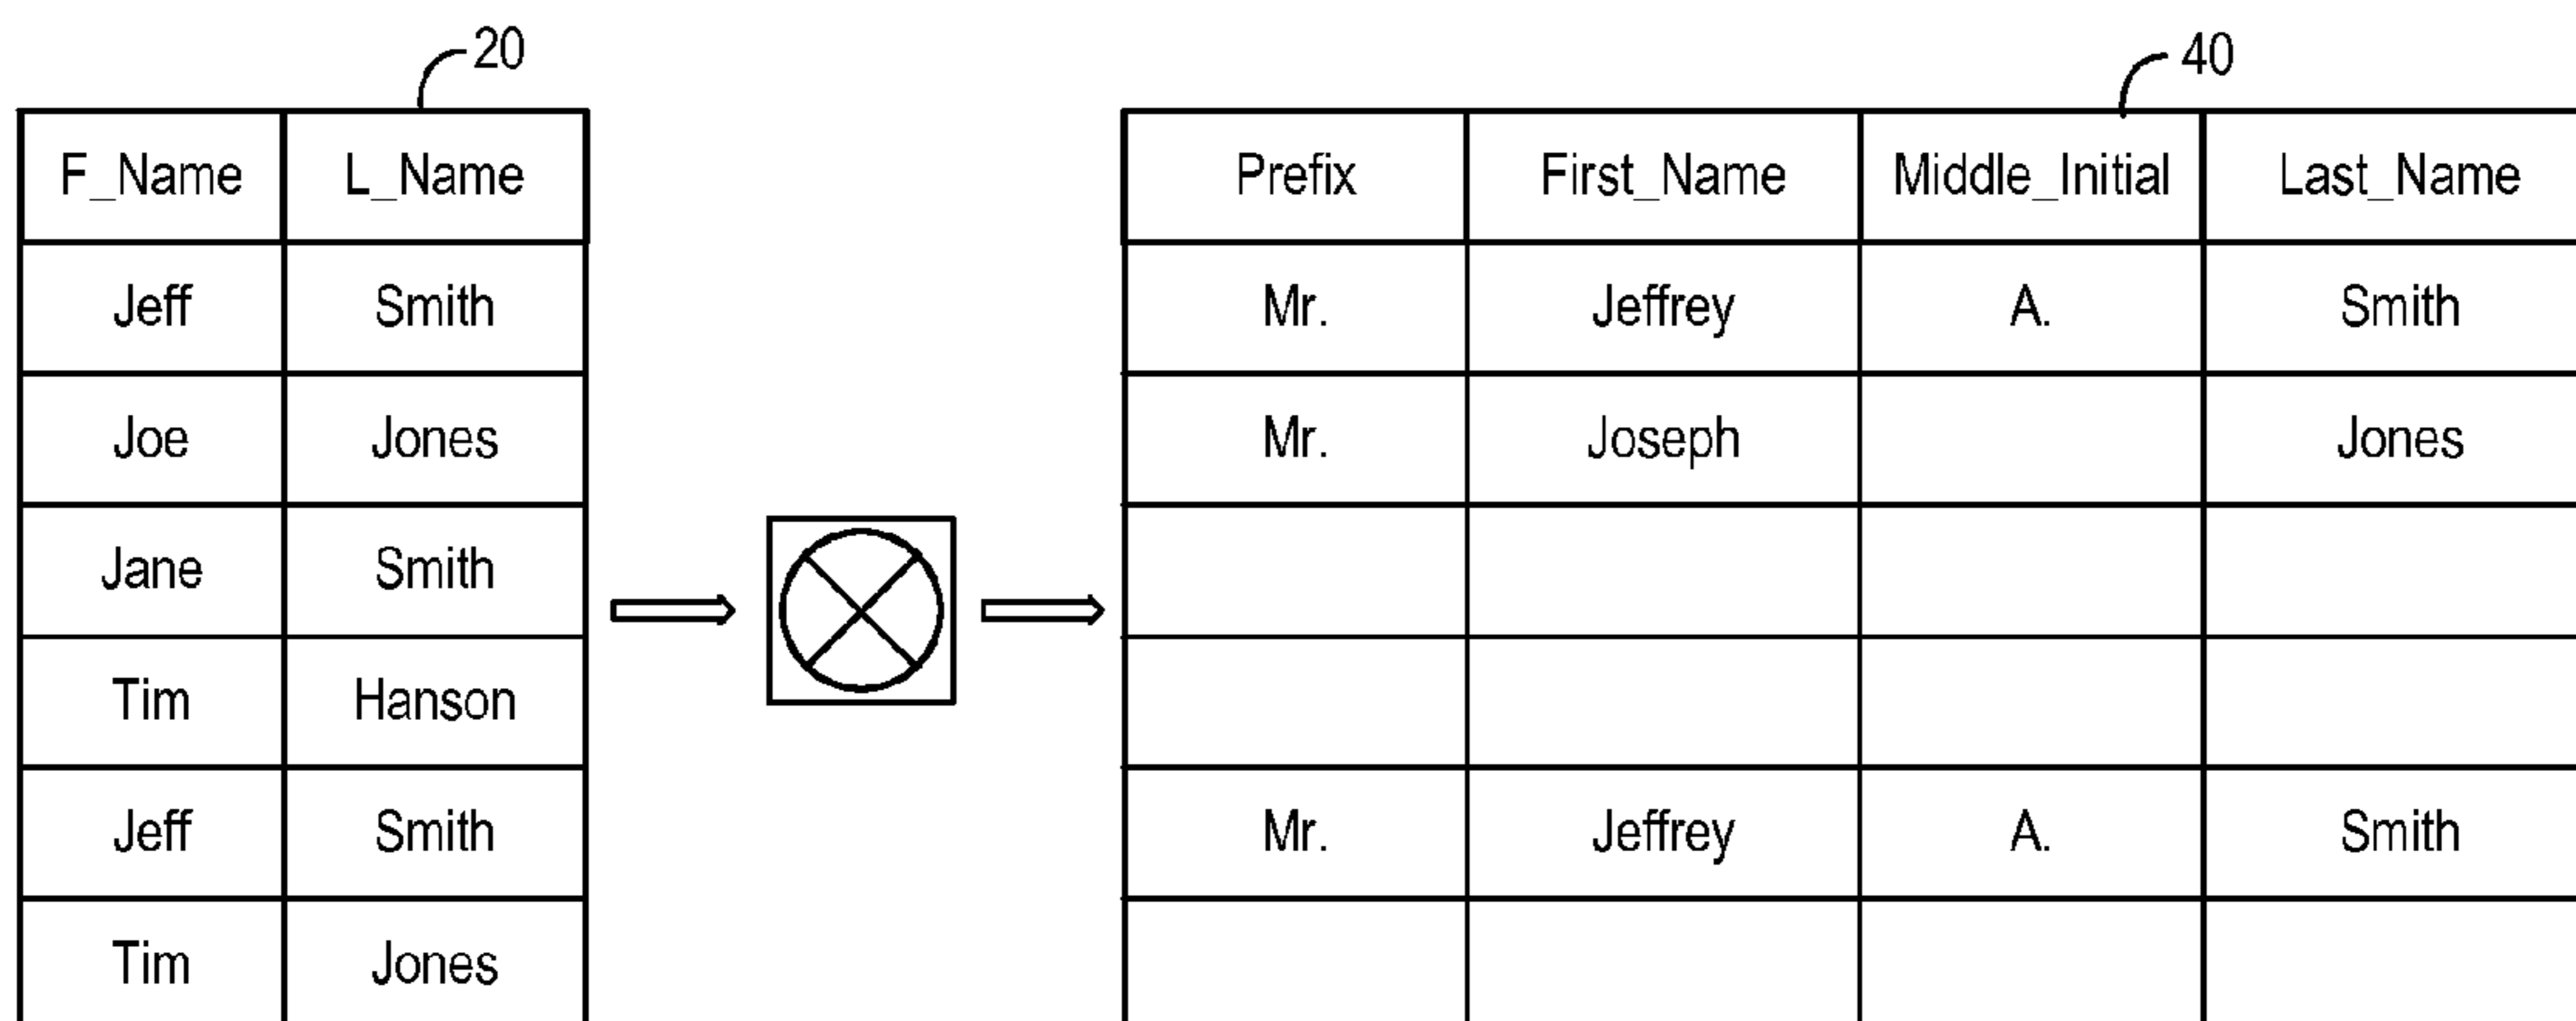 20 40
F_Name L_Name Prefix First_Name Middle_Initial Last_Name
Jeff Smith Mr. Jeffrey A. Smith
Joe Jones Mr. Joseph Jones
Jane Smith
Tim Hanson
Jeff Smith Mr. Jeffrey A. Smith
Tim Jones